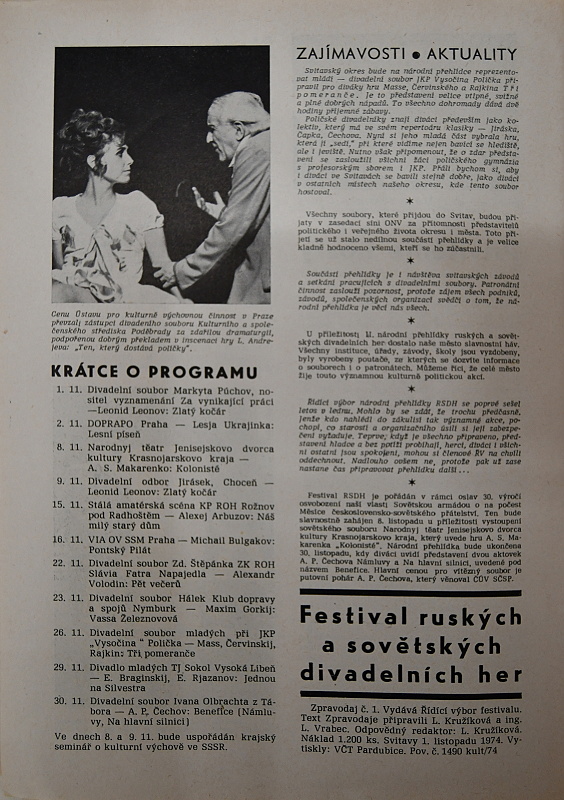 Cenu Ústavu pro kulturně výchovnou činnost v Praze
převzal; zástupci divadelního souboru Kulturního a spole-
čenského střediska Poděbrady za zdařilou dramaturgii,
podpořenou dobrým překladem v inscenaci hry L. Andre-
jeva: „Ten, který dostává políčky".
KRÁTCE O PROGRAMU
1. 11. Divadelní soubor Markyta Púchov, no-
sitel vyznamenání Za vynikající práci
—Leonid Leonov: Zlatý kočár
2. 11. DOPRAPO Praha — Lesja Ukrajinka:
Lesní píseň
8. 11. Narodnyj teátr Jenisejskovo dvorca
kultury Krasnojarskovo kraja —
A. S. Makarenko: Kolonisté
9. 11. Divadelní odbor Jirásek, Choceň —
Leonid Leonov: Zlatý kočár
15. 11. Stálá amatérská scéna KP ROH Rožnov
pod Radhoštěm — Alexej Arbuzov: Náš
milý starý dům
16. 11. VIA OV SSM Praha — Michail Bulgakov:
Pontský Pilát
22. 11. Divadelní soubor Zd. Štěpánka ZK ROH
Slávia Fatra Napajedla — Alexandr
Volodin: Pět večerů
23. 11. Divadelní soubor Hálek Klub dopravy
a spojů Nymburk — Maxim Gorkij:
Vassa Železnovová
26. 11. Divadelní soubor mladých při JKP
„Vysočina " Polička — Mass, Červinskij,
Rajkin: Tři pomeranče
29. 11. Divadlo mladých TJ Sokol Vysoká Libeň
— E. Braginskij, E. Rjazanov: Jednou
na Silvestra
30. 11. Divadelní soubor Ivana Olbrachta z Tá-
bora — A. P. Čechov: Benefice (Námlu-
vy, Na hlavní silnici)
Ve dnech 8. a 9. 11. bude uspořádán krajský
seminář o kulturní výchově ve SSSR.
ZAJÍMAVOSTI ● AKTUALITY
Svitavský okres bude na národní přehlídce reprezento-
vat mládí — divadelní soubor JKP Vysočina Polička při-
pravil pro diváky hru Masse, Červinského a Rajkina Tři
pomeranče. Je to představení velice vtipné, svižné
a plné dobrých nápadů. To všechno dohromady dává dvě
hodiny příjemné zábavy.
Poličské divadelníky znají diváci především jako ko-
lektiv, který má ve svém repertoáru klasiky — Jiráska,
Čapka, Čechova. Nyní si jeho mladá část vybrala hru,
která jí „sedí," při které vidíme nejen bavící se hlediště,
ale i jeviště. Nutno však připomenout, že o zdar předsta-
vení se zasloužili všichni žáci poličského gymnázia
s profesorským sborem i JKP. Přáli bychom si, aby
i diváci ve Svitavách se bavili stejně dobře, jako diváci
v ostatních místech našeho okresu, kde tento soubor
hostoval.
★
Všechny soubory, které přijdou do Svitav, budou při-
jaty v zasedací síni ONV za přítomnosti představitelů
politického i veřejného života okresu i města. Toto při-
jetí se už stalo nedílnou součástí přehlídky a je velice
kladně hodnoceno všemi, kteří se ho zúčastnili.
★
Součástí přehlídky je i návštěva svitavských závodů
a setkání pracujících s divadelními soubory. Patronátní
činnost zaslouží pozornost, protože zájem všech podniků,
závodů, společenských organizací svědčí o tom, že ná-
rodní přehlídka je věcí nás všech.
★
U příležitosti VI. národní přehlídky ruských a sovět-
ských divadelních her dostalo naše město slavnostní háv.
Všechny instituce, úřady, závody, školy jsou vyzdobeny,
byly vyrobeny poutače, ze kterých se dozvíte informace
o souborech i o patronátech. Můžeme říci, že celé město
žije touto významnou kulturně politickou akcí.
★
Řídící výbor národní přehlídky RSDH se poprvé sešel
letos v lednu. Mohlo by se zdát, že trochu předčasně.
Jenže kdo nahlédl do zákulisí tak významné akce, po-
chopí, co starostí a organizačního úsilí si její zabezpe-
čení vyžaduje. Teprve, když je všechno připraveno, před-
stavení hladce a bez potíží probíhají, herci, diváci i všich-
ni ostatní jsou spokojeni, mohou si členové ŘV na chvíli
oddechnout. Nadlouho ovšem ne, protože pak už zase
nastane čas připravovat přehlídku další...
★
Festival RSDH je pořádán v rámci oslav 30. výročí
osvobození naší vlasti Sovětskou armádou a na počest
Měsíce československo-sovětského přátelství. Ten bude
slavnostně zahájen 8. listopadu u příležitosti vystoupení
sovětského souboru Narodnyj teátr Jenisejskovo dvorca
kultury Krasnojarskovo kraja, který uvede hru A. S. Ma-
karenka „Kolonisté". Národní přehlídka bude ukončena
30. listopadu, kdy diváci uvidí představení dvou aktovek
A. P. Čechova Námluvy a Na hlavní silnici, uvedené pod
názvem Benefice. Hlavní cenou pro vítězný soubor je
putovní pohár A. P. Čechova, který věnoval ČÚV SČSP.
Festival ruských
a sovětských
divadelních her
Zpravodaj č. 1. Vydává Řídící výbor festivalu.
Text Zpravodaje připravili L. Kružíková a ing.
L. Vrabec. Odpovědný redaktor: L. Kružíková.
Náklad 1.200 ks. Svitavy 1. listopadu 1974. Vy-
tiskly: VČT Pardubice. Pov. č. 1490 kult/74